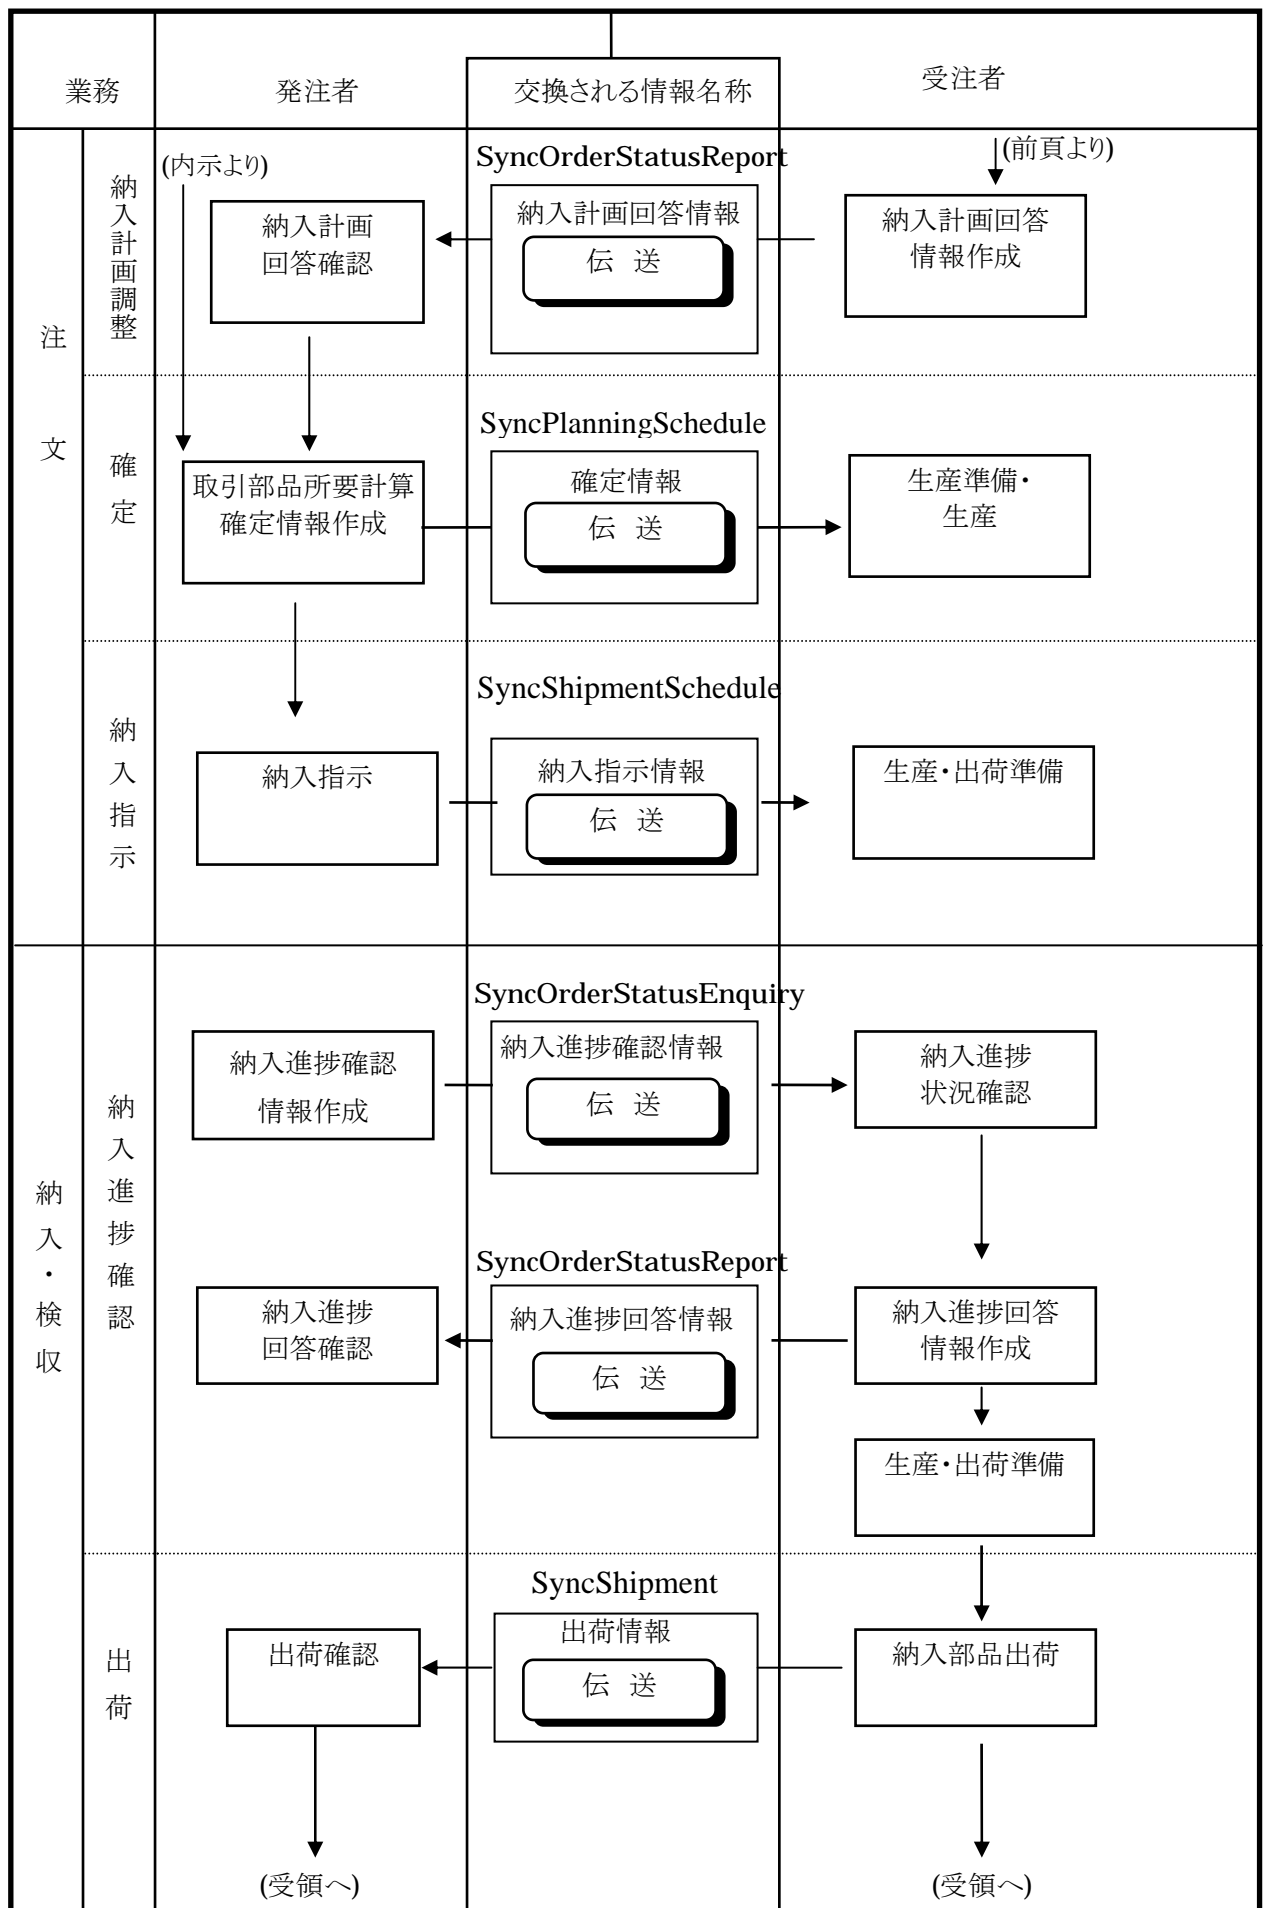 業務
発注者
交換される情報名称
受注者
注
文
納入計画調整
(内示より)
SyncOrderStatusReport
(前頁より)
納入計画
回答確認
納入計画回答情報
伝 送
納入計画回答
情報作成
確
定
SyncPlanningSchedule
取引部品所要計算
確定情報作成
確定情報
伝 送
生産準備・
生産
納
入
指
示
SyncShipmentSchedule
納入指示
納入指示情報
伝 送
生産・出荷準備
納
入
・
検
収
納
入
進
捗
確
認
SyncOrderStatusEnquiry
納入進捗確認
情報作成
納入進捗確認情報
伝 送
納入進捗
状況確認
SyncOrderStatusReport
納入進捗
回答確認
納入進捗回答情報
伝 送
納入進捗回答
情報作成
生産・出荷準備
出
荷
SyncShipment
出荷確認
出荷情報
伝 送
納入部品出荷
(受領へ)
(受領へ)